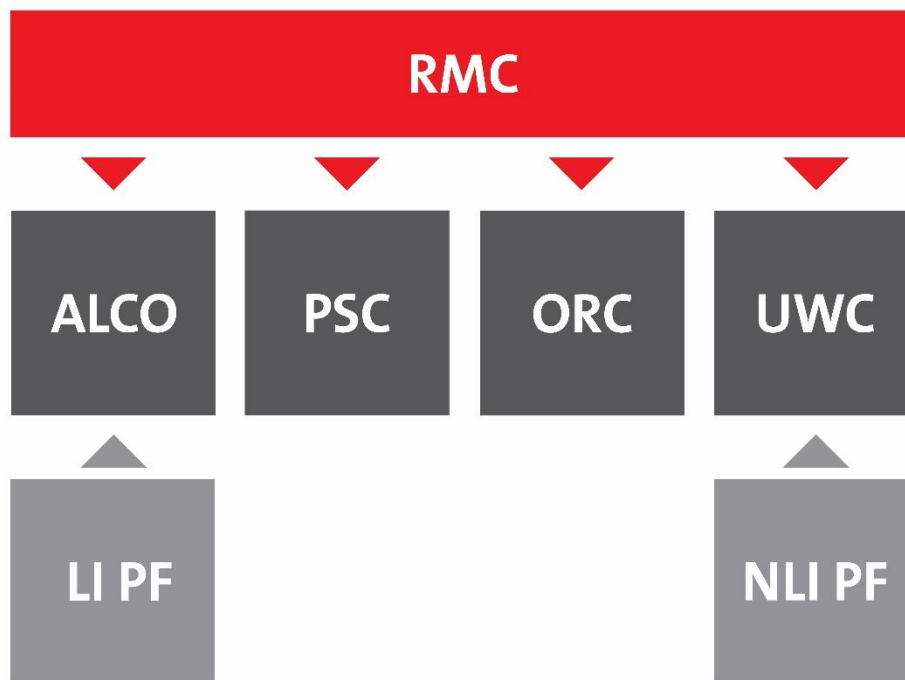 RMC
ALCO
PSC
ORC
UWC
LI PF
NLI PF